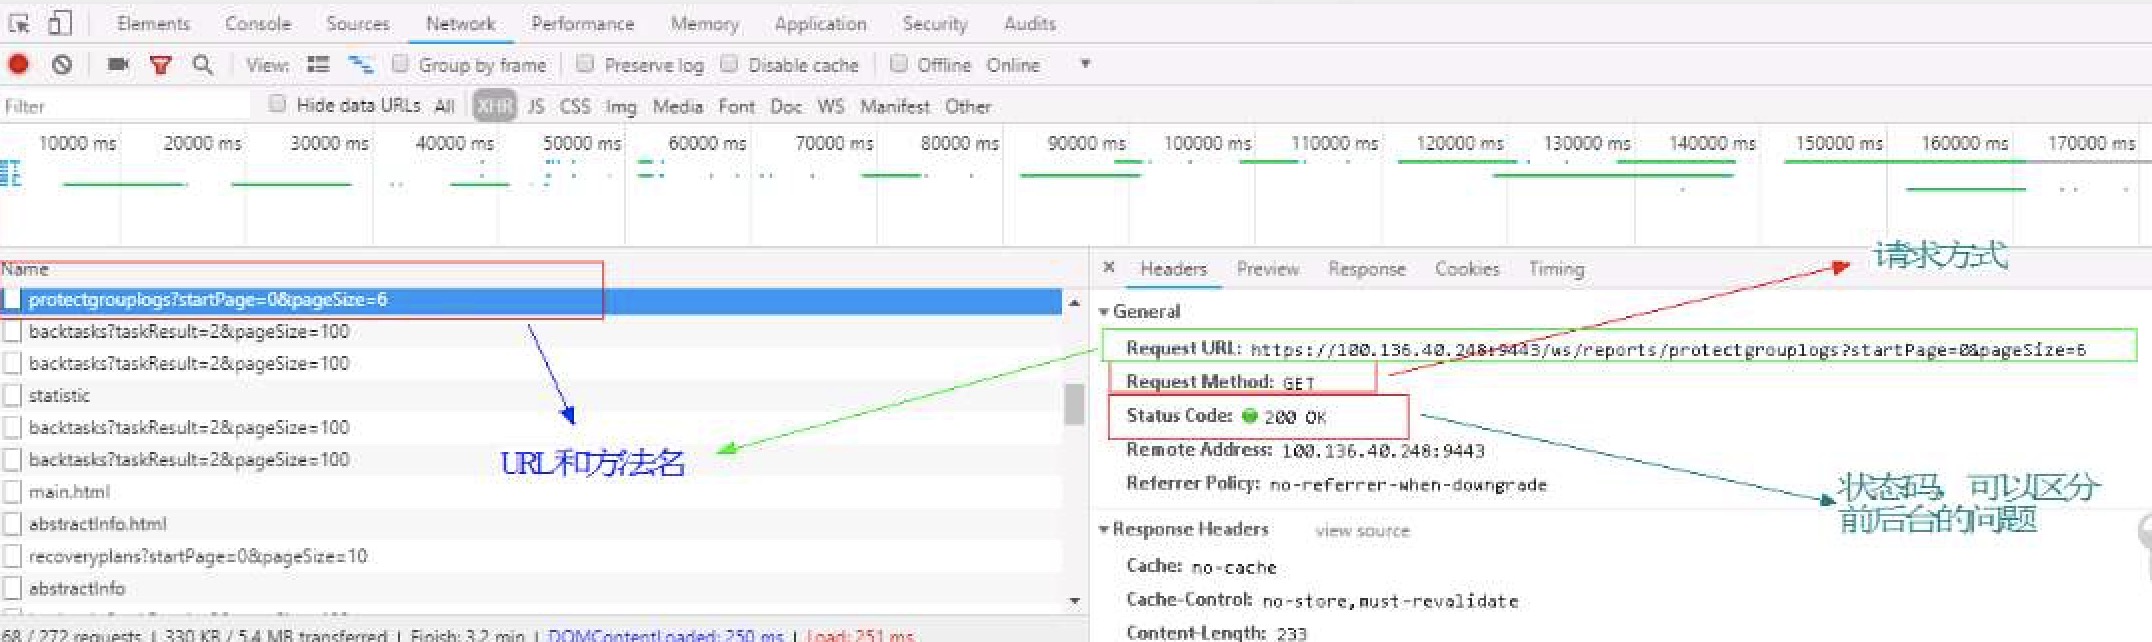 Elements Console Sources Network Performance Memory Application Security Audits
View: Group by frame Preserve log Disable cache Offline Online
Filter Hide data URLs All XHR JS CSS Img Media Font Doc WS Manifest Other
10000 ms 20000 ms 30000 ms 40000 ms 50000 ms 60000 ms 70000 ms 80000 ms 90000 ms 100000 ms 110000 ms 120000 ms 130000 ms 140000 ms 150000 ms 160000 ms 170000 ms
Name
protectgrouplogs?startPage=0&pageSize=6
backtasks?taskResult=2&pageSize=100
backtasks?taskResult=2&pageSize=100
statistic
backtasks?taskResult=2&pageSize=100
backtasks?taskResult=2&pageSize=100
main.html
abstractInfo.html
recoveryplans?startPage=0&pageSize=10
abstractInfo
68 / 272 requests | 330 KB / 5.4 MB transferred | Finish: 3.2 min | DOMContentLoaded: 250 ms | Load: 251 ms
URL和方法名
Headers Preview Response Cookies Timing
请求方式
General
Request URL: https://100.136.40.248:9443/ws/reports/protectgrouplogs?startPage=0&pageSize=6
Request Method: GET
Status Code: 200 OK
Remote Address: 100.136.40.248:9443
Referrer Policy: no-referrer-when-downgrade
状态码，可以区分
前后台的问题
Response Headers view source
Cache: no-cache
Cache-Control: no-store,must-revalidate
Content-Length: 233